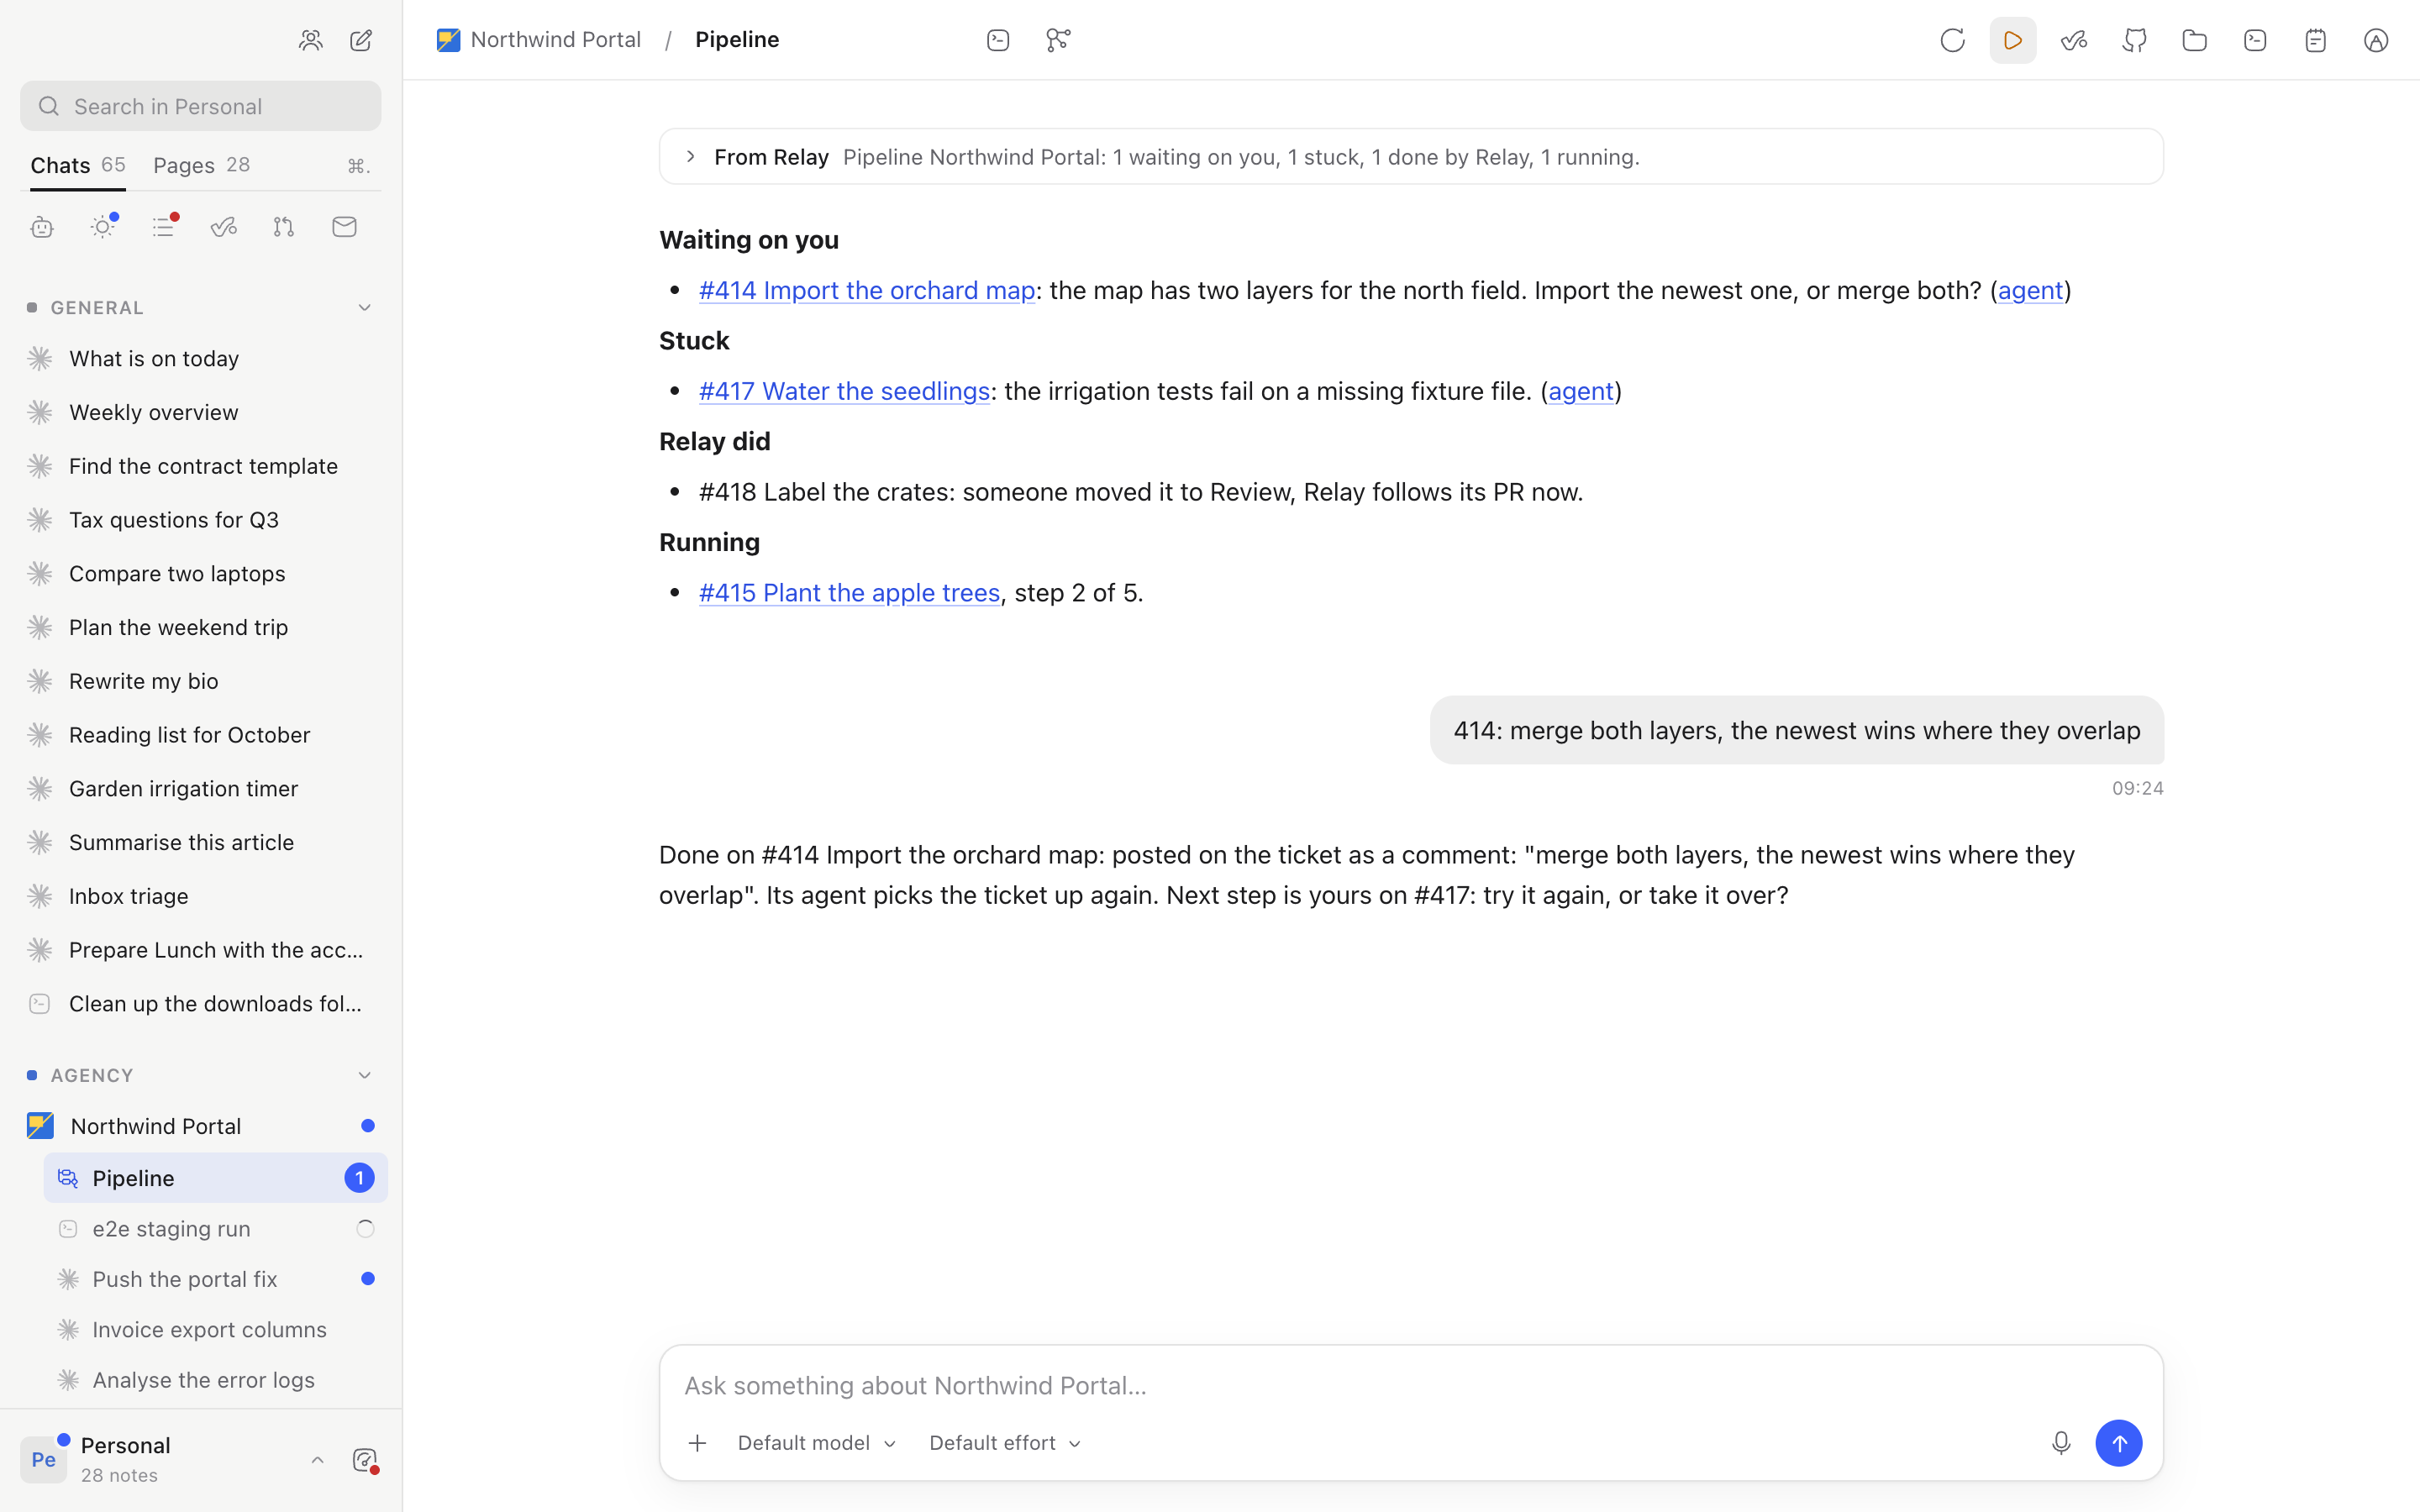 Search in Personal
Chats 65 Pages 28 ⌘.
GENERAL
What is on today
Weekly overview
Find the contract template
Tax questions for Q3
Compare two laptops
Plan the weekend trip
Rewrite my bio
Reading list for October
Garden irrigation timer
Summarise this article
Inbox triage
Prepare Lunch with the acc...
Clean up the downloads fol...
AGENCY
Northwind Portal
Pipeline 1
e2e staging run
Push the portal fix
Invoice export columns
Analyse the error logs
Pe Personal
28 notes
Northwind Portal / Pipeline
From Relay Pipeline Northwind Portal: 1 waiting on you, 1 stuck, 1 done by Relay, 1 running.
Waiting on you
• #414 Import the orchard map: the map has two layers for the north field. Import the newest one, or merge both? (agent)
Stuck
• #417 Water the seedlings: the irrigation tests fail on a missing fixture file. (agent)
Relay did
• #418 Label the crates: someone moved it to Review, Relay follows its PR now.
Running
• #415 Plant the apple trees, step 2 of 5.
414: merge both layers, the newest wins where they overlap
09:24
Done on #414 Import the orchard map: posted on the ticket as a comment: "merge both layers, the newest wins where they
overlap". Its agent picks the ticket up again. Next step is yours on #417: try it again, or take it over?
Ask something about Northwind Portal...
Default model Default effort